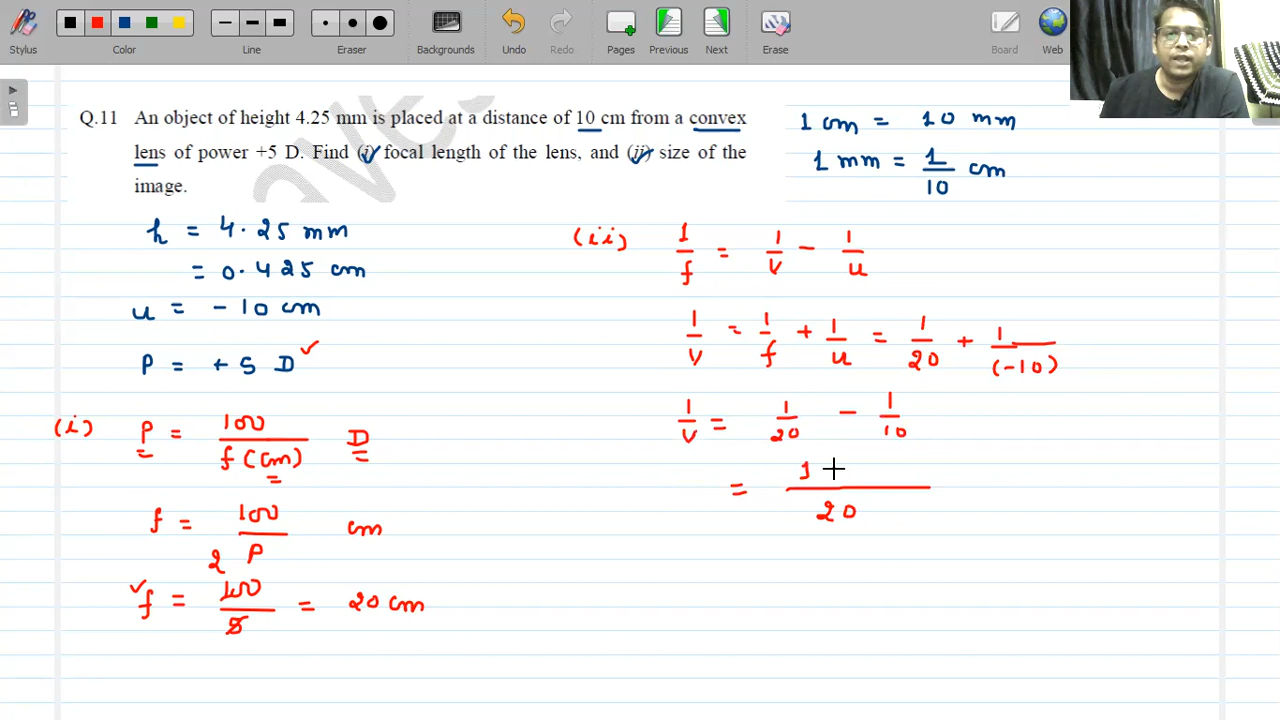 Stylus Color Line Eraser Backgrounds Undo Redo Pages Previous Next Erase Board Web
Q.11 An object of height 4.25 mm is placed at a distance of 10 cm from a convex
lens of power +5 D. Find (i) focal length of the lens, and (ii) size of the
image.
1 cm = 10 mm
1 mm = 1/10 cm
h = 4.25 mm
= 0.425 cm
u = - 10 cm
P = + 5 D
(i) P = 100/f(cm) D
f = 100/P cm
2
f = 100/5 = 20 cm
(ii) 1/f = 1/v - 1/u
1/v = 1/f + 1/u = 1/20 + 1/(-10)
1/v = 1/20 - 1/10
= 1/20